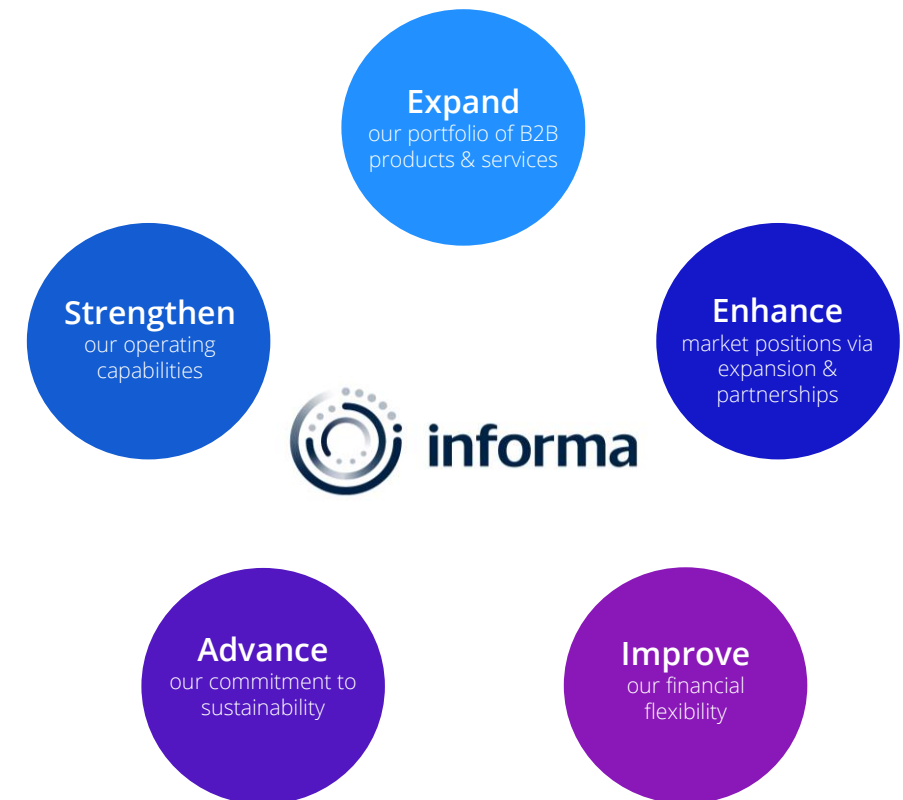 Expand
our portfolio of B2B
products & services
Strengthen
our operating
capabilities
Enhance
market positions via
expansion &
partnerships
informa
Advance
our commitment to
sustainability
Improve
our financial
flexibility